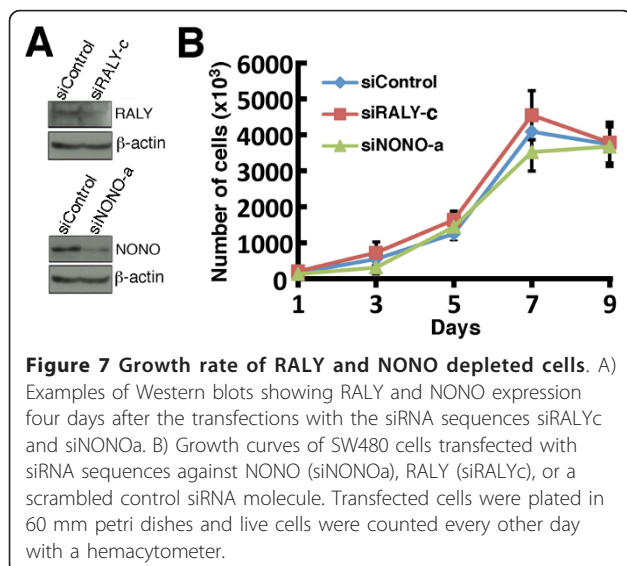 A
siControl
siRALY-c
RALY
β-actin
siControl
siNONO-a
NONO
β-actin
B
siControl
siRALY-c
siNONO-a
Number of cells (x10³)
6000
5000
4000
3000
2000
1000
0
1 3 5 7 9
Days
Figure 7 Growth rate of RALY and NONO depleted cells. A)
Examples of Western blots showing RALY and NONO expression
four days after the transfections with the siRNA sequences siRALYc
and siNONOa. B) Growth curves of SW480 cells transfected with
siRNA sequences against NONO (siNONOa), RALY (siRALYc), or a
scrambled control siRNA molecule. Transfected cells were plated in
60 mm petri dishes and live cells were counted every other day
with a hemacytometer.